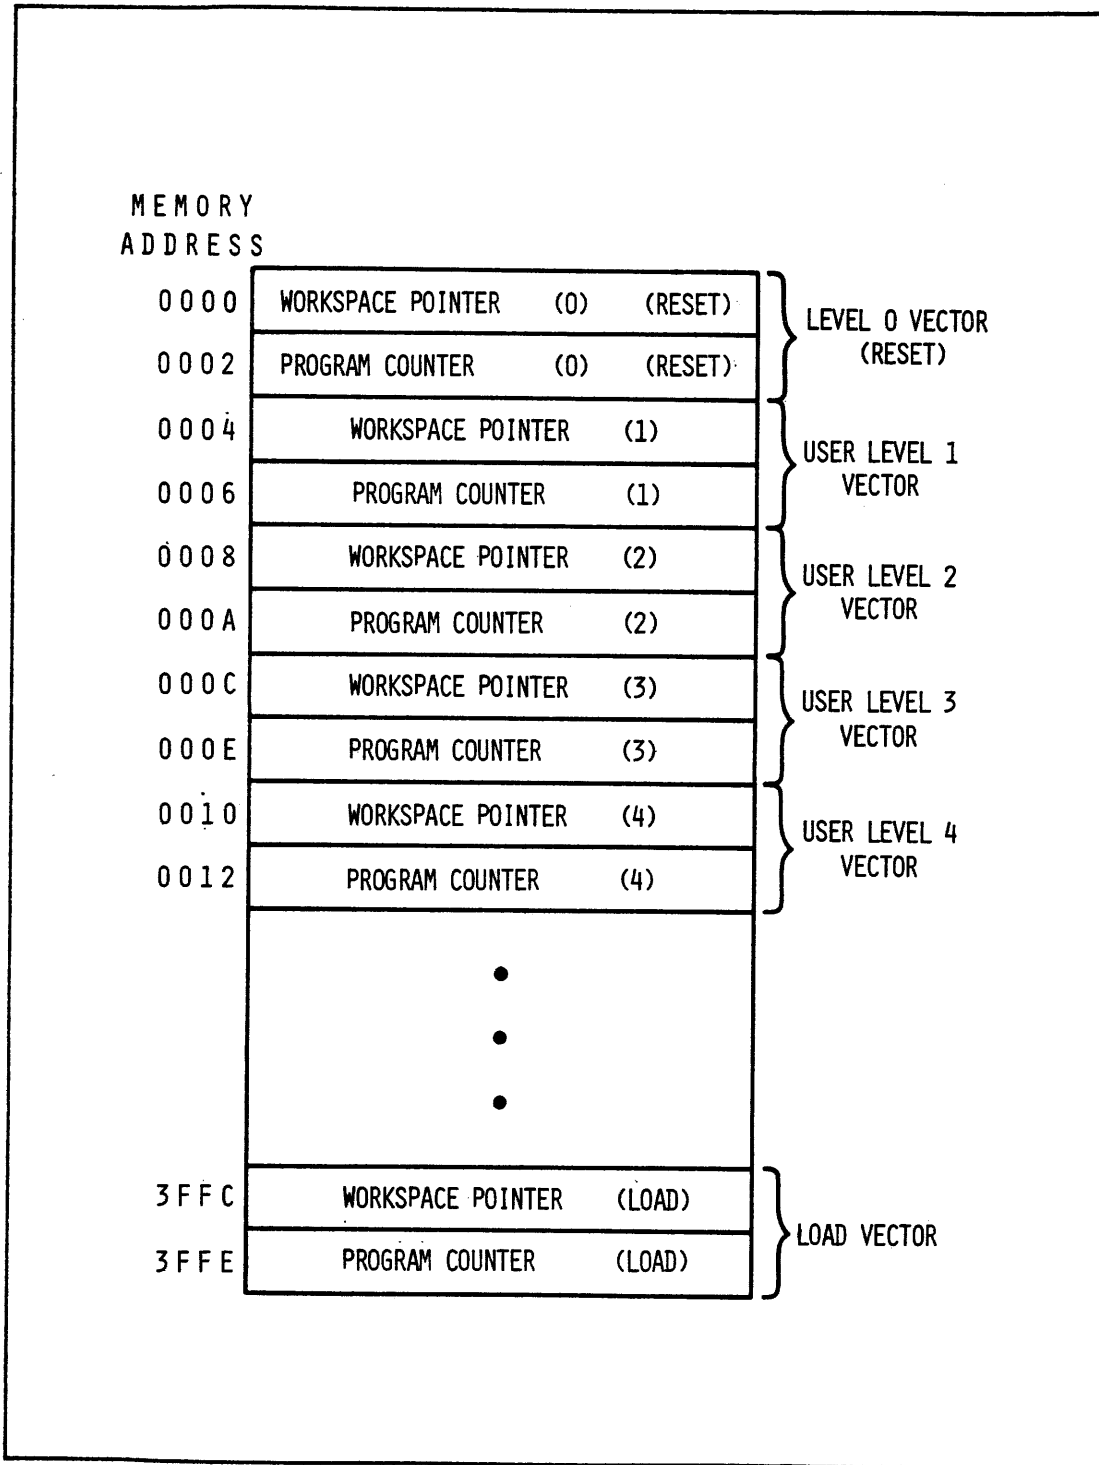 MEMORY
ADDRESS
0000 WORKSPACE POINTER (0) (RESET)
0002 PROGRAM COUNTER (0) (RESET)
LEVEL 0 VECTOR
(RESET)
0004 WORKSPACE POINTER (1)
0006 PROGRAM COUNTER (1)
USER LEVEL 1
VECTOR
0008 WORKSPACE POINTER (2)
000A PROGRAM COUNTER (2)
USER LEVEL 2
VECTOR
000C WORKSPACE POINTER (3)
000E PROGRAM COUNTER (3)
USER LEVEL 3
VECTOR
0010 WORKSPACE POINTER (4)
0012 PROGRAM COUNTER (4)
USER LEVEL 4
VECTOR
3FFC WORKSPACE POINTER (LOAD)
3FFE PROGRAM COUNTER (LOAD)
LOAD VECTOR